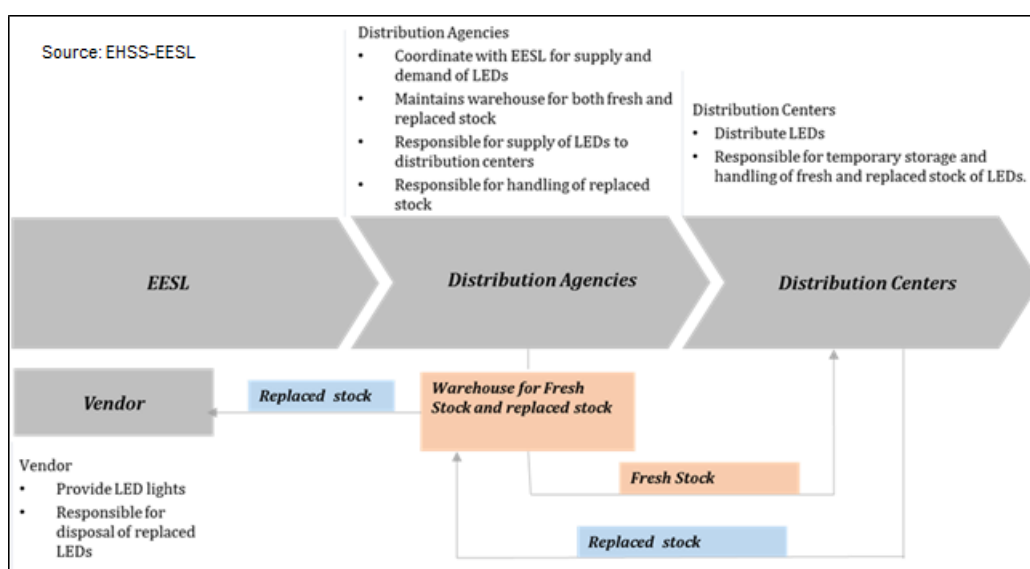 Source: EHSS-EESL
Distribution Agencies
• Coordinate with EESL for supply and
demand of LEDs
• Maintains warehouse for both fresh and
replaced stock
• Responsible for supply of LEDs to
distribution centers
• Responsible for handling of replaced
stock
Distribution Centers
• Distribute LEDs
• Responsible for temporary storage and
handling of fresh and replaced stock of LEDs.
EESL
Distribution Agencies
Distribution Centers
Vendor
Replaced stock
Warehouse for Fresh
Stock and replaced stock
Fresh Stock
Replaced stock
Vendor
• Provide LED lights
• Responsible for
disposal of replaced
LEDs